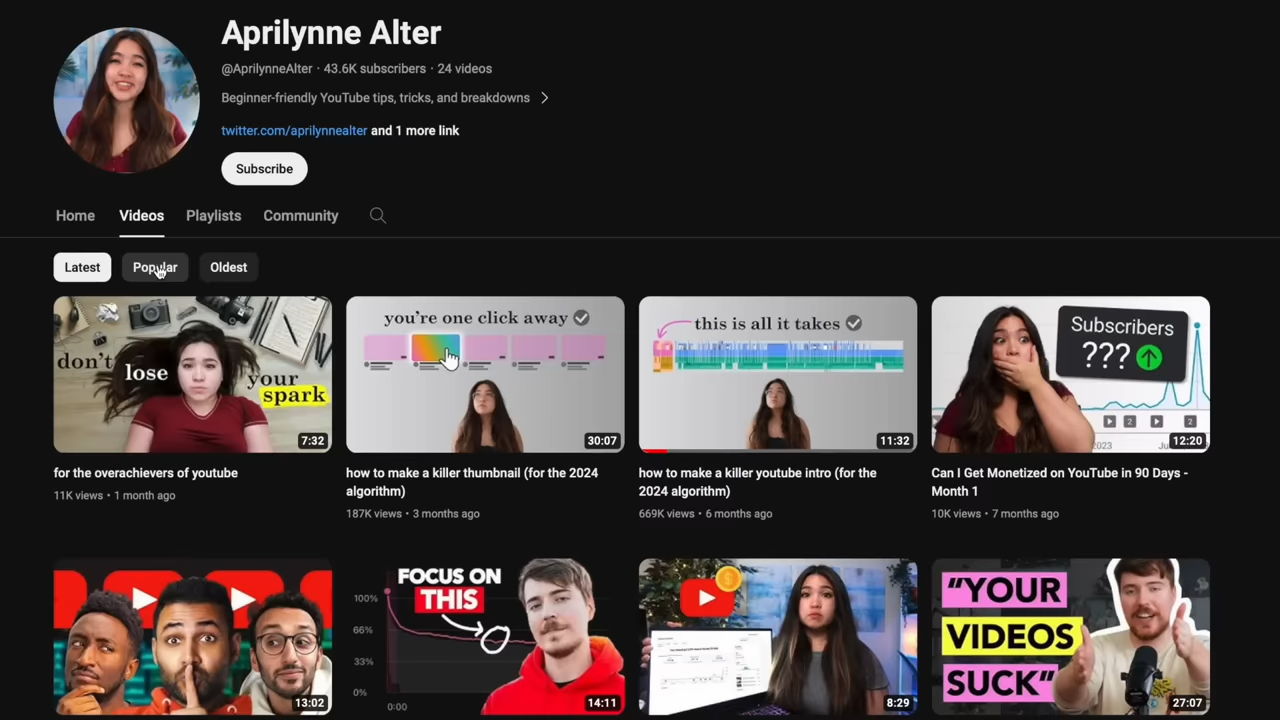 Aprilynne Alter
@AprilynneAlter · 43.6K subscribers · 24 videos
Beginner-friendly YouTube tips, tricks, and breakdowns
twitter.com/aprilynnealter and 1 more link
Subscribe
Home Videos Playlists Community
Latest Popular Oldest
don't lose your spark
7:32
you're one click away
30:07
this is all it takes
11:32
Subscribers
???
2
2
2023
12:20
for the overachievers of youtube
11K views · 1 month ago
how to make a killer thumbnail (for the 2024
algorithm)
187K views · 3 months ago
how to make a killer youtube intro (for the
2024 algorithm)
669K views · 6 months ago
Can I Get Monetized on YouTube in 90 Days -
Month 1
10K views · 7 months ago
13:02
FOCUS ON
THIS
100%
66%
33%
0%
0:00
14:11
8:29
"YOUR
VIDEOS
SUCK"
27:07